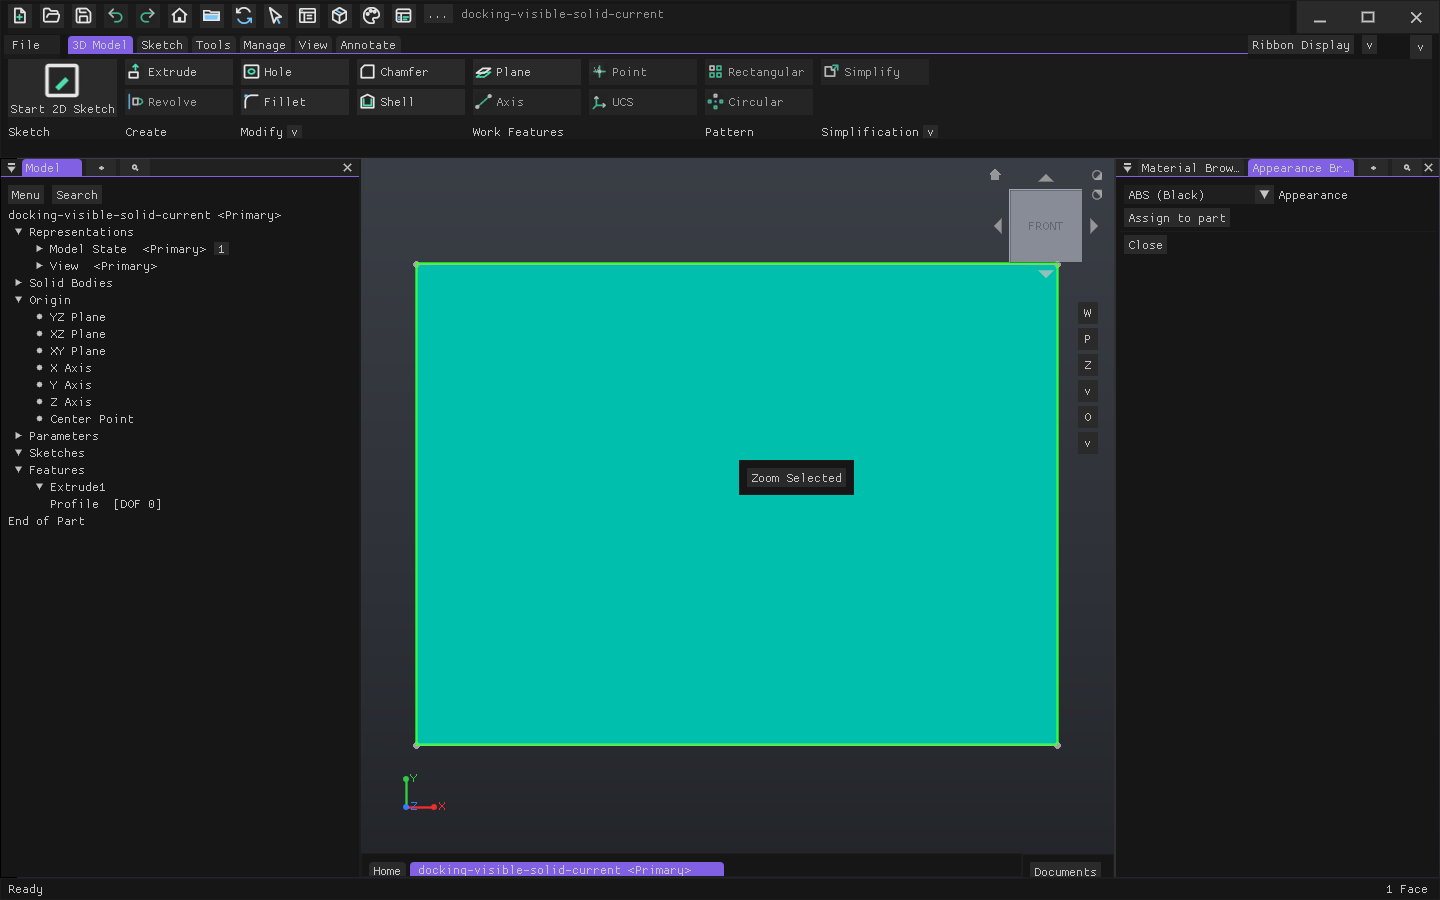 ... docking-visible-solid-current
File 3D Model Sketch Tools Manage View Annotate Ribbon Display v v
Start 2D Sketch
Extrude Hole Chamfer Plane Point Rectangular Simplify
Revolve Fillet Shell Axis UCS Circular
Sketch Create Modify v Work Features Pattern Simplification v
Model
Menu Search
docking-visible-solid-current <Primary>
Representations
Model State <Primary> 1
View <Primary>
Solid Bodies
Origin
YZ Plane
XZ Plane
XY Plane
X Axis
Y Axis
Z Axis
Center Point
Parameters
Sketches
Features
Extrude1
Profile [DOF 0]
End of Part
FRONT
W
P
Z
v
O
v
Zoom Selected
Y
Z X
Material Brow… Appearance Br…
ABS (Black) Appearance
Assign to part
Close
Home docking-visible-solid-current <Primary> Documents
Ready 1 Face